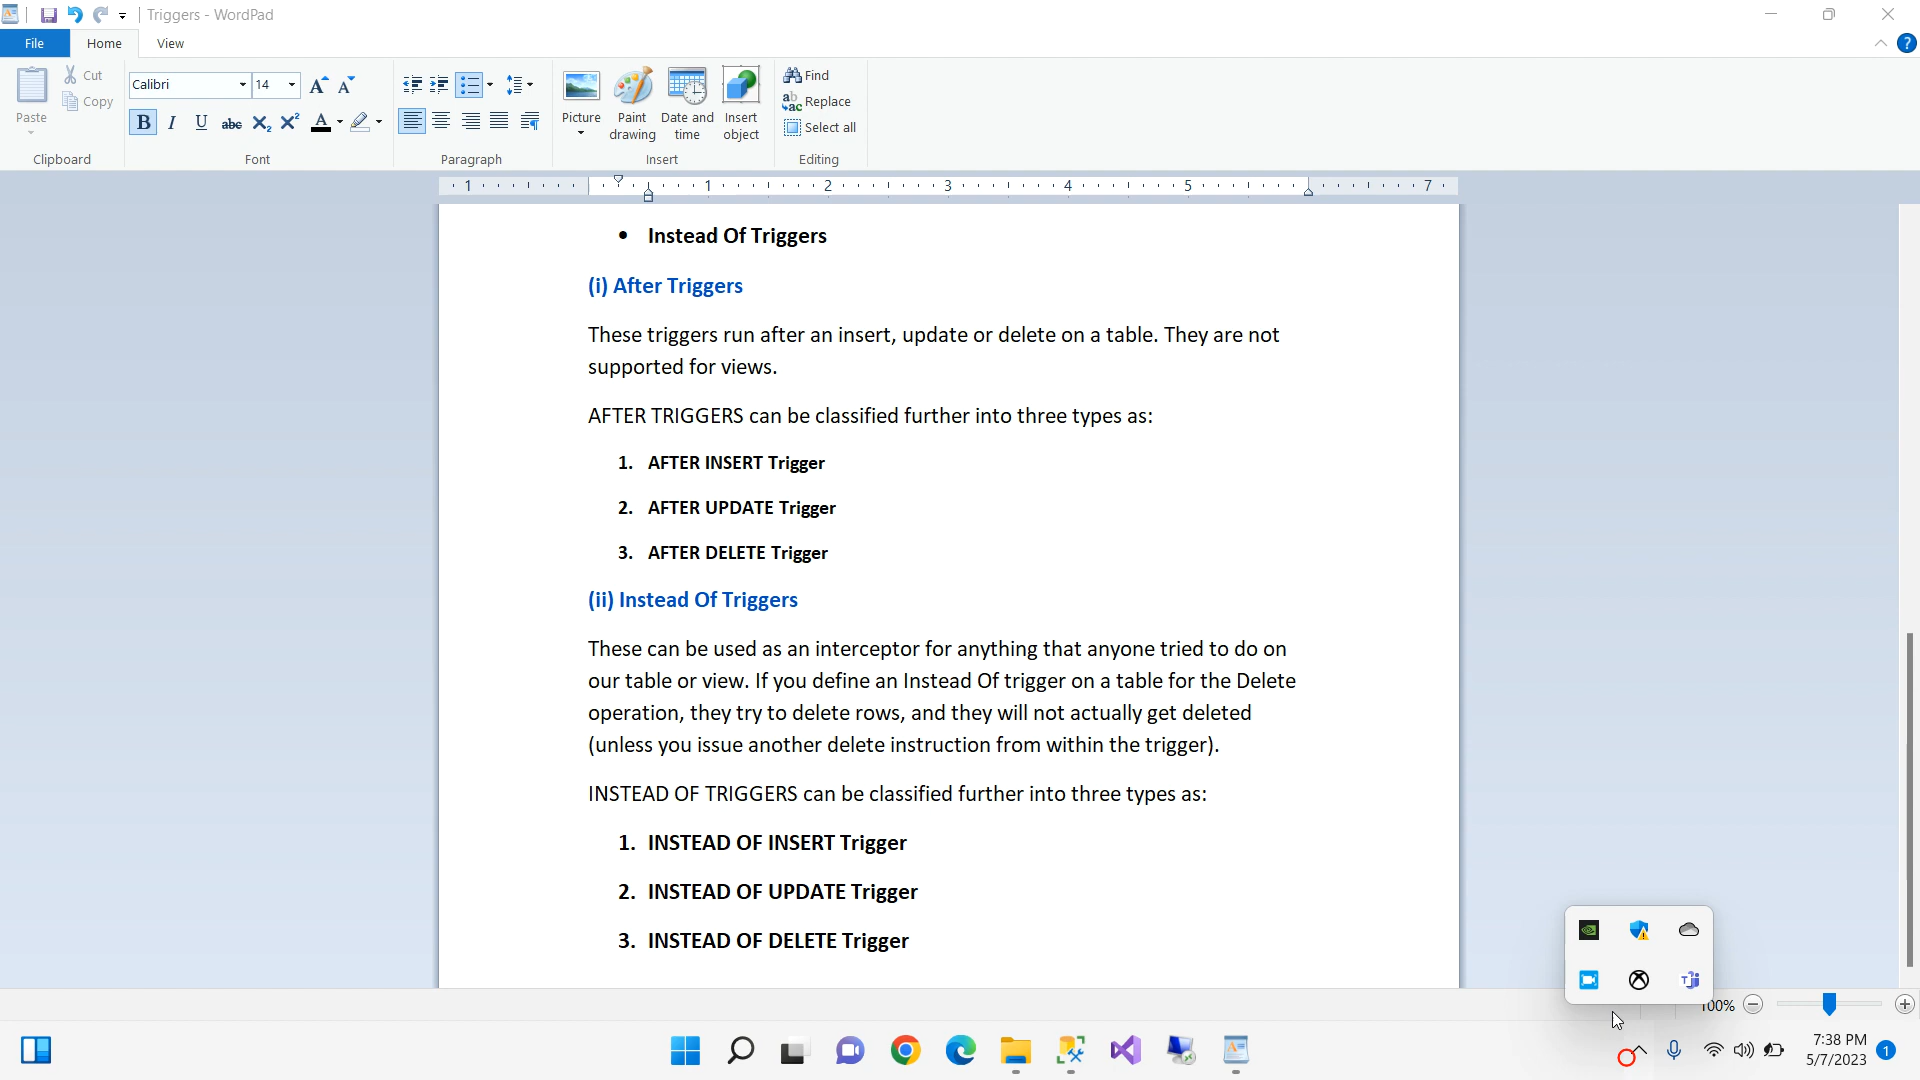 Triggers - WordPad
File
Home
View
Paste
Cut
Copy
Clipboard
Calibri
14
Font
Paragraph
Picture
Paint drawing
Date and time
Insert object
Insert
Find
Replace
Select all
Editing
1 1 2 3 4 5 7
• Instead Of Triggers
(i) After Triggers
These triggers run after an insert, update or delete on a table. They are not
supported for views.
AFTER TRIGGERS can be classified further into three types as:
1. AFTER INSERT Trigger
2. AFTER UPDATE Trigger
3. AFTER DELETE Trigger
(ii) Instead Of Triggers
These can be used as an interceptor for anything that anyone tried to do on
our table or view. If you define an Instead Of trigger on a table for the Delete
operation, they try to delete rows, and they will not actually get deleted
(unless you issue another delete instruction from within the trigger).
INSTEAD OF TRIGGERS can be classified further into three types as:
1. INSTEAD OF INSERT Trigger
2. INSTEAD OF UPDATE Trigger
3. INSTEAD OF DELETE Trigger
100%
7:38 PM
5/7/2023
1